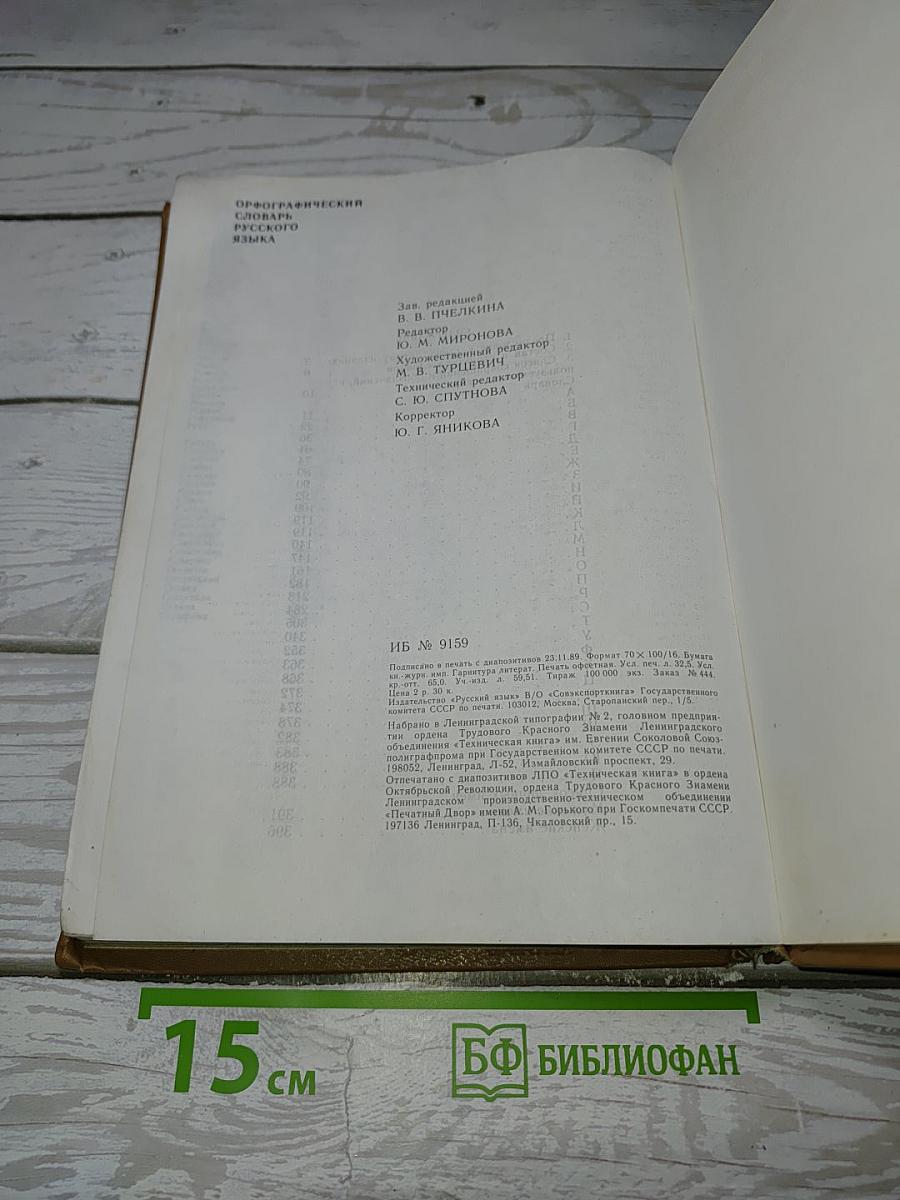 ОРФОГРАФИЧЕСКИЙ
СЛОВАРЬ
РУССКОГО
ЯЗЫКА
Зав. редакцией
В. В. ПЧЕЛКИНА
Редактор
Ю. М. МИРОНОВА
Художественный редактор
М. В. ТУРЦЕВИЧ
Технический редактор
С. Ю. СПУТНОВА
Корректор
Ю. Г. ЯНИКОВА
ИБ № 9159
Подписано в печать с диапозитивов 23.11.89. Формат 70×100/16. Бумага
кн.-журн. имп. Гарнитура литерат. Печать офсетная. Усл. печ. л. 32,5. Усл.
кр.-отт. 65,0. Уч.-изд. л. 59,51. Тираж 100 000 экз. Заказ № 444.
Цена 2 р. 30 к.
Издательство «Русский язык» В/О «Совэкспорткнига» Государственного
комитета СССР по печати. 103012, Москва, Старопанский пер., 1/5.
Набрано в Ленинградской типографии № 2, головном предприя-
тии ордена Трудового Красного Знамени Ленинградского
объединения «Техническая книга» им. Евгении Соколовой Союз-
полиграфпрома при Государственном комитете СССР по печати.
198052, Ленинград, Л-52, Измайловский проспект, 29.
Отпечатано с диапозитивов ЛПО «Техническая книга» в ордена
Октябрьской Революции, ордена Трудового Красного Знамени
Ленинградском производственно-техническом объединении
«Печатный Двор» имени А. М. Горького при Госкомпечати СССР.
197136 Ленинград, П-136, Чкаловский пр., 15.
15 см
БФ БИБЛИОФАН